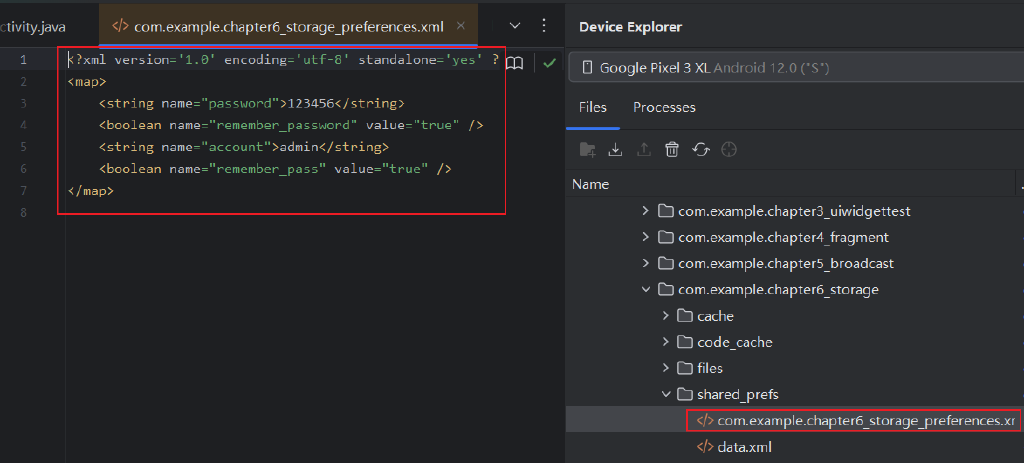 ctivity.java
com.example.chapter6_storage_preferences.xml
1 <?xml version='1.0' encoding='utf-8' standalone='yes' ?
2 <map>
3 <string name="password">123456</string>
4 <boolean name="remember_password" value="true" />
5 <string name="account">admin</string>
6 <boolean name="remember_pass" value="true" />
7 </map>
8
Device Explorer
Google Pixel 3 XL Android 12.0 ("S")
Files Processes
Name
com.example.chapter3_uiwidgettest
com.example.chapter4_fragment
com.example.chapter5_broadcast
com.example.chapter6_storage
cache
code_cache
files
shared_prefs
com.example.chapter6_storage_preferences.xr
data.xml